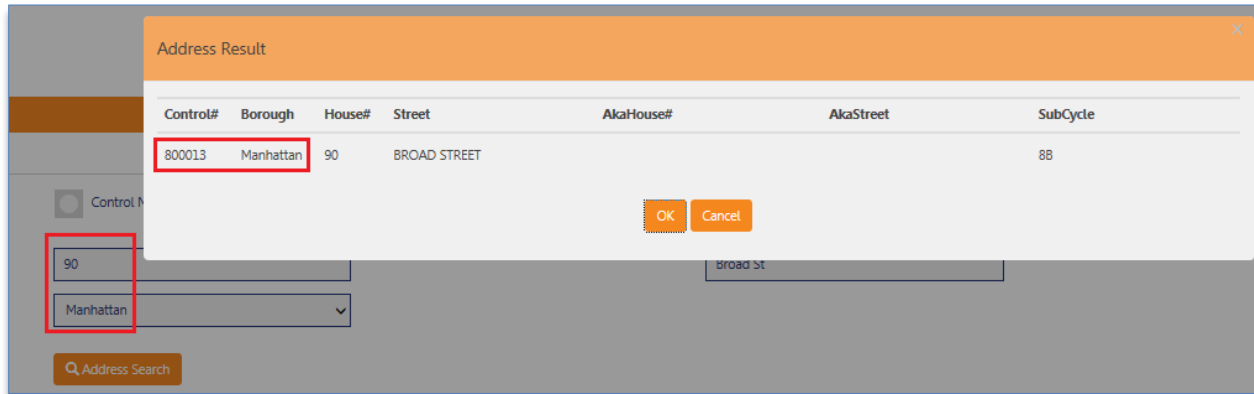 Address Result
×
Control# Borough House# Street AkaHouse# AkaStreet SubCycle
800013 Manhattan 90 BROAD STREET 8B
Control N
OK Cancel
90 Broad St
Manhattan
Address Search